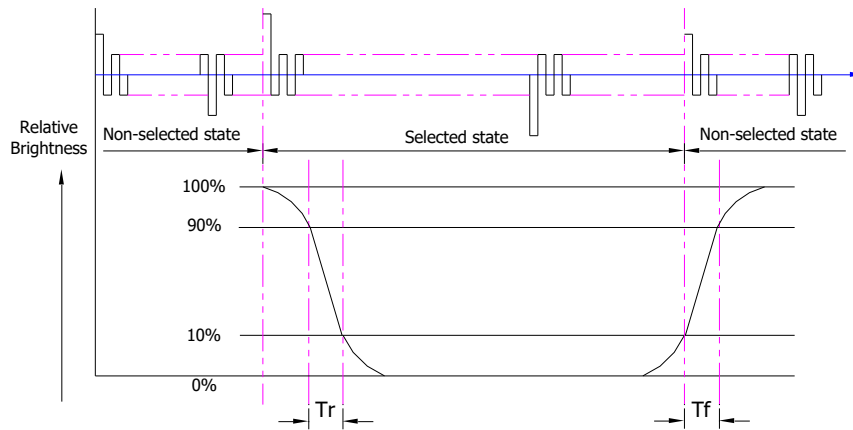 Relative
Brightness
Non-selected state
Selected state
Non-selected state
100%
90%
10%
0%
Tr
Tf